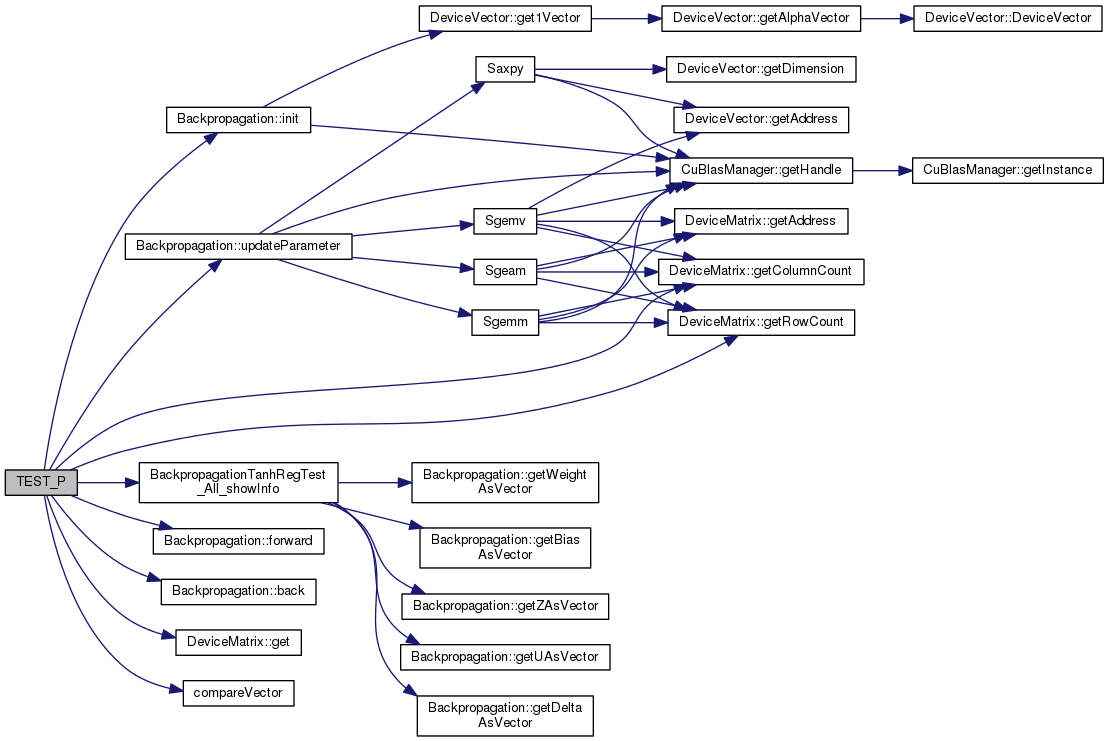 DeviceVector::get1Vector
DeviceVector::getAlphaVector
DeviceVector::DeviceVector
Saxpy
DeviceVector::getDimension
Backpropagation::init
DeviceVector::getAddress
CuBlasManager::getHandle
CuBlasManager::getInstance
Sgemv
DeviceMatrix::getAddress
Backpropagation::updateParameter
Sgeam
DeviceMatrix::getColumnCount
Sgemm
DeviceMatrix::getRowCount
TEST_P
BackpropagationTanhRegTest
_All_showInfo
Backpropagation::getWeight
AsVector
Backpropagation::forward
Backpropagation::getBias
AsVector
Backpropagation::back
Backpropagation::getZAsVector
DeviceMatrix::get
Backpropagation::getUAsVector
compareVector
Backpropagation::getDelta
AsVector